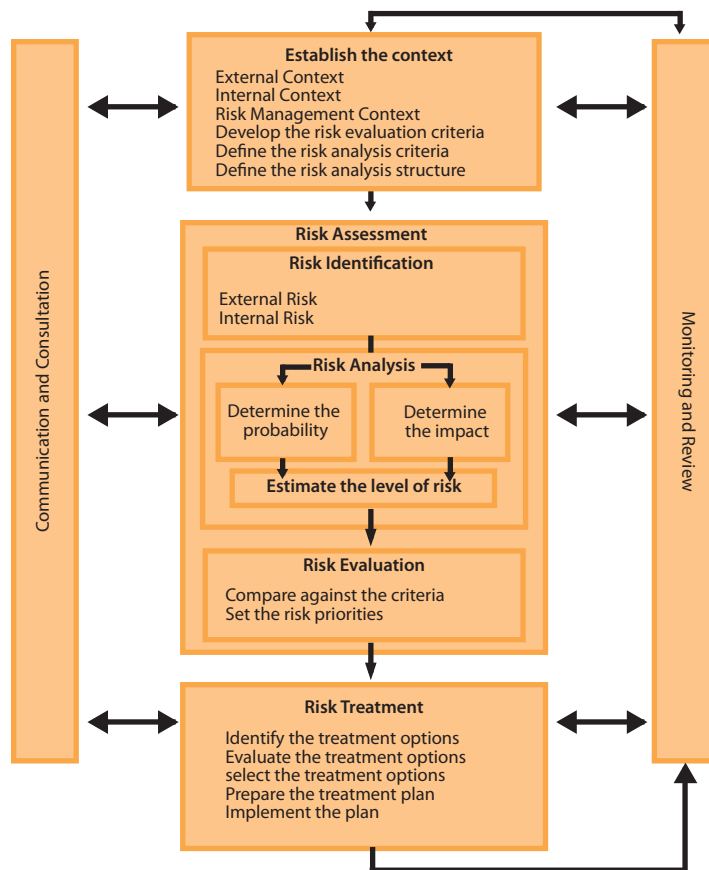 Establish the context
External Context
Internal Context
Risk Management Context
Develop the risk evaluation criteria
Define the risk analysis criteria
Define the risk analysis structure
Communication and Consultation
Risk Assessment
Risk Identification
External Risk
Internal Risk
Risk Analysis
Determine the
probability
Determine
the impact
Estimate the level of risk
Risk Evaluation
Compare against the criteria
Set the risk priorities
Monitoring and Review
Risk Treatment
Identify the treatment options
Evaluate the treatment options
select the treatment options
Prepare the treatment plan
Implement the plan